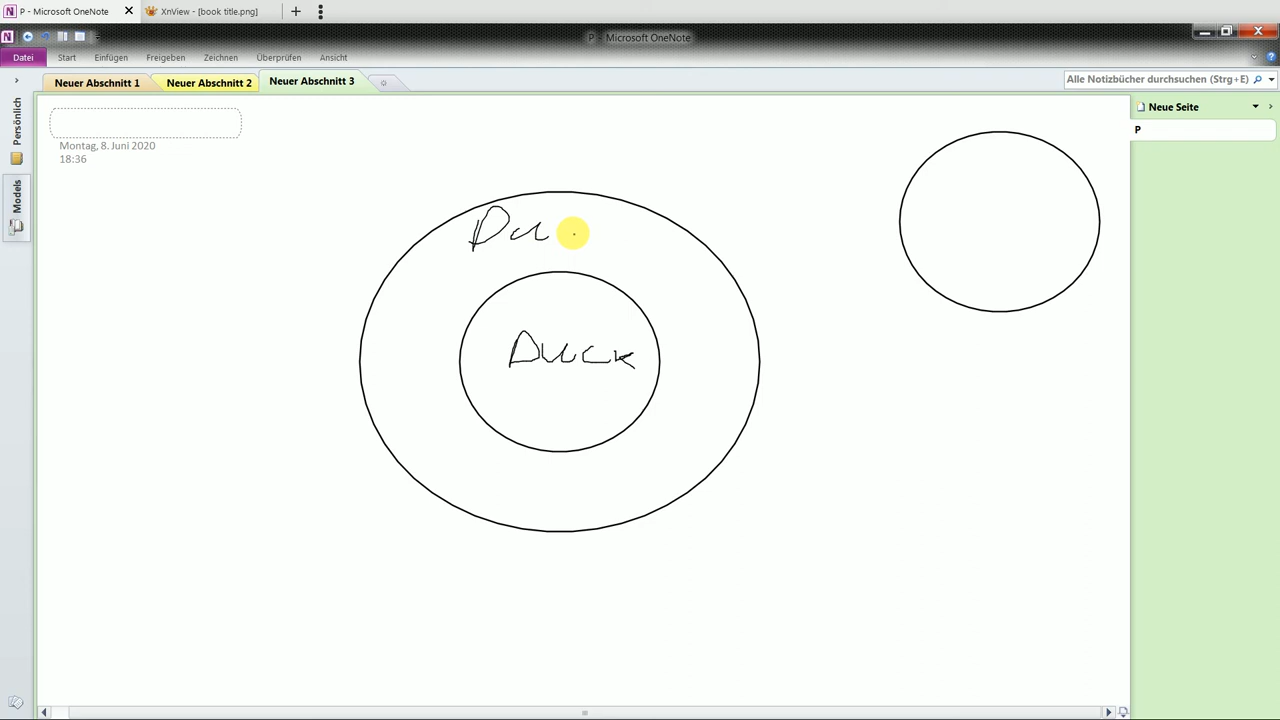 P - Microsoft OneNote
XnView - [book title.png]
P - Microsoft OneNote
Datei Start Einfügen Freigeben Zeichnen Überprüfen Ansicht
Neuer Abschnitt 1 Neuer Abschnitt 2 Neuer Abschnitt 3
Alle Notizbücher durchsuchen (Strg+E)
Persönlich
Models
Neue Seite
P
Montag, 8. Juni 2020
18:36
Duck